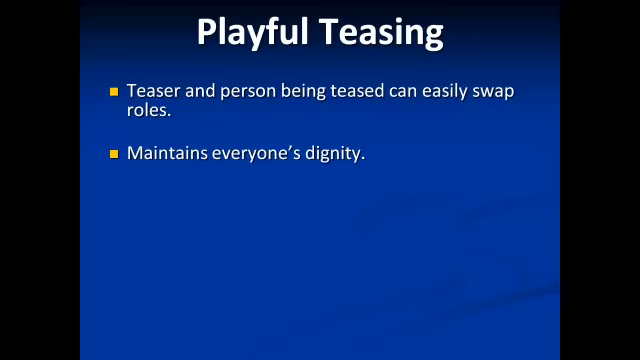 Playful Teasing
Teaser and person being teased can easily swap
roles.
Maintains everyone’s dignity.